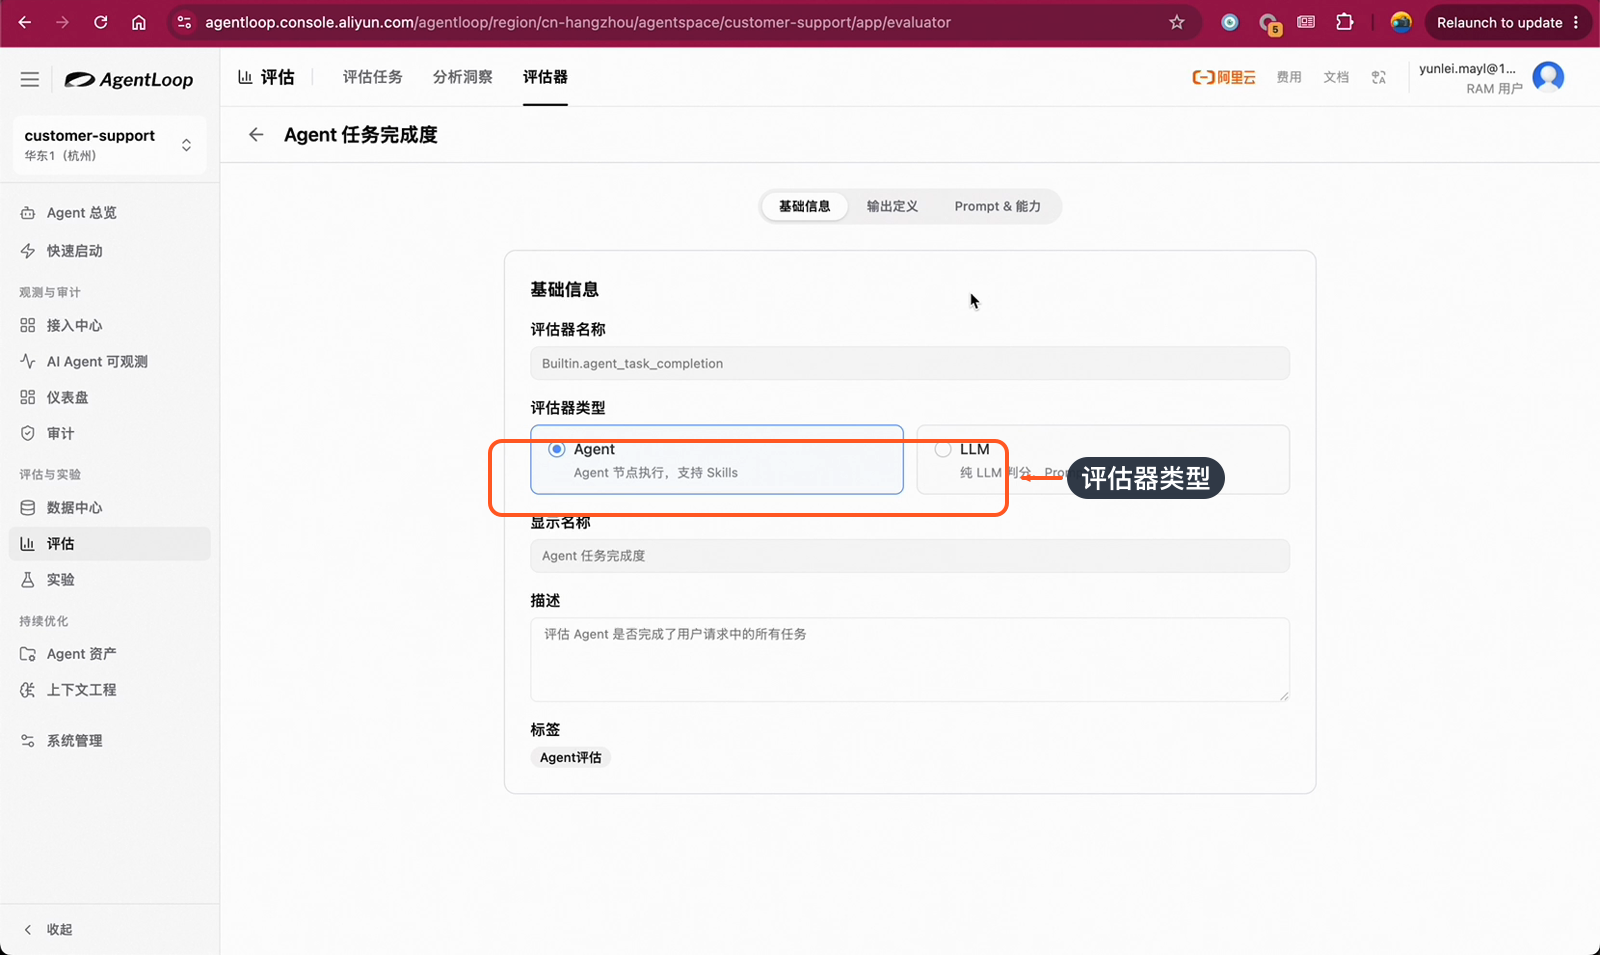 agentloop.console.aliyun.com/agentloop/region/cn-hangzhou/agentspace/customer-support/app/evaluator
5
Relaunch to update
AgentLoop
评估
评估任务
分析洞察
评估器
阿里云
费用
文档
yunlei.mayl@1...
RAM 用户
customer-support
华东1（杭州）
Agent 总览
快速启动
观测与审计
接入中心
AI Agent 可观测
仪表盘
审计
评估与实验
数据中心
评估
实验
持续优化
Agent 资产
上下文工程
系统管理
收起
Agent 任务完成度
基础信息
输出定义
Prompt & 能力
基础信息
评估器名称
Builtin.agent_task_completion
评估器类型
Agent
Agent 节点执行，支持 Skills
LLM
纯 LLM 判分，
评估器类型
显示名称
Agent 任务完成度
描述
评估 Agent 是否完成了用户请求中的所有任务
标签
Agent评估